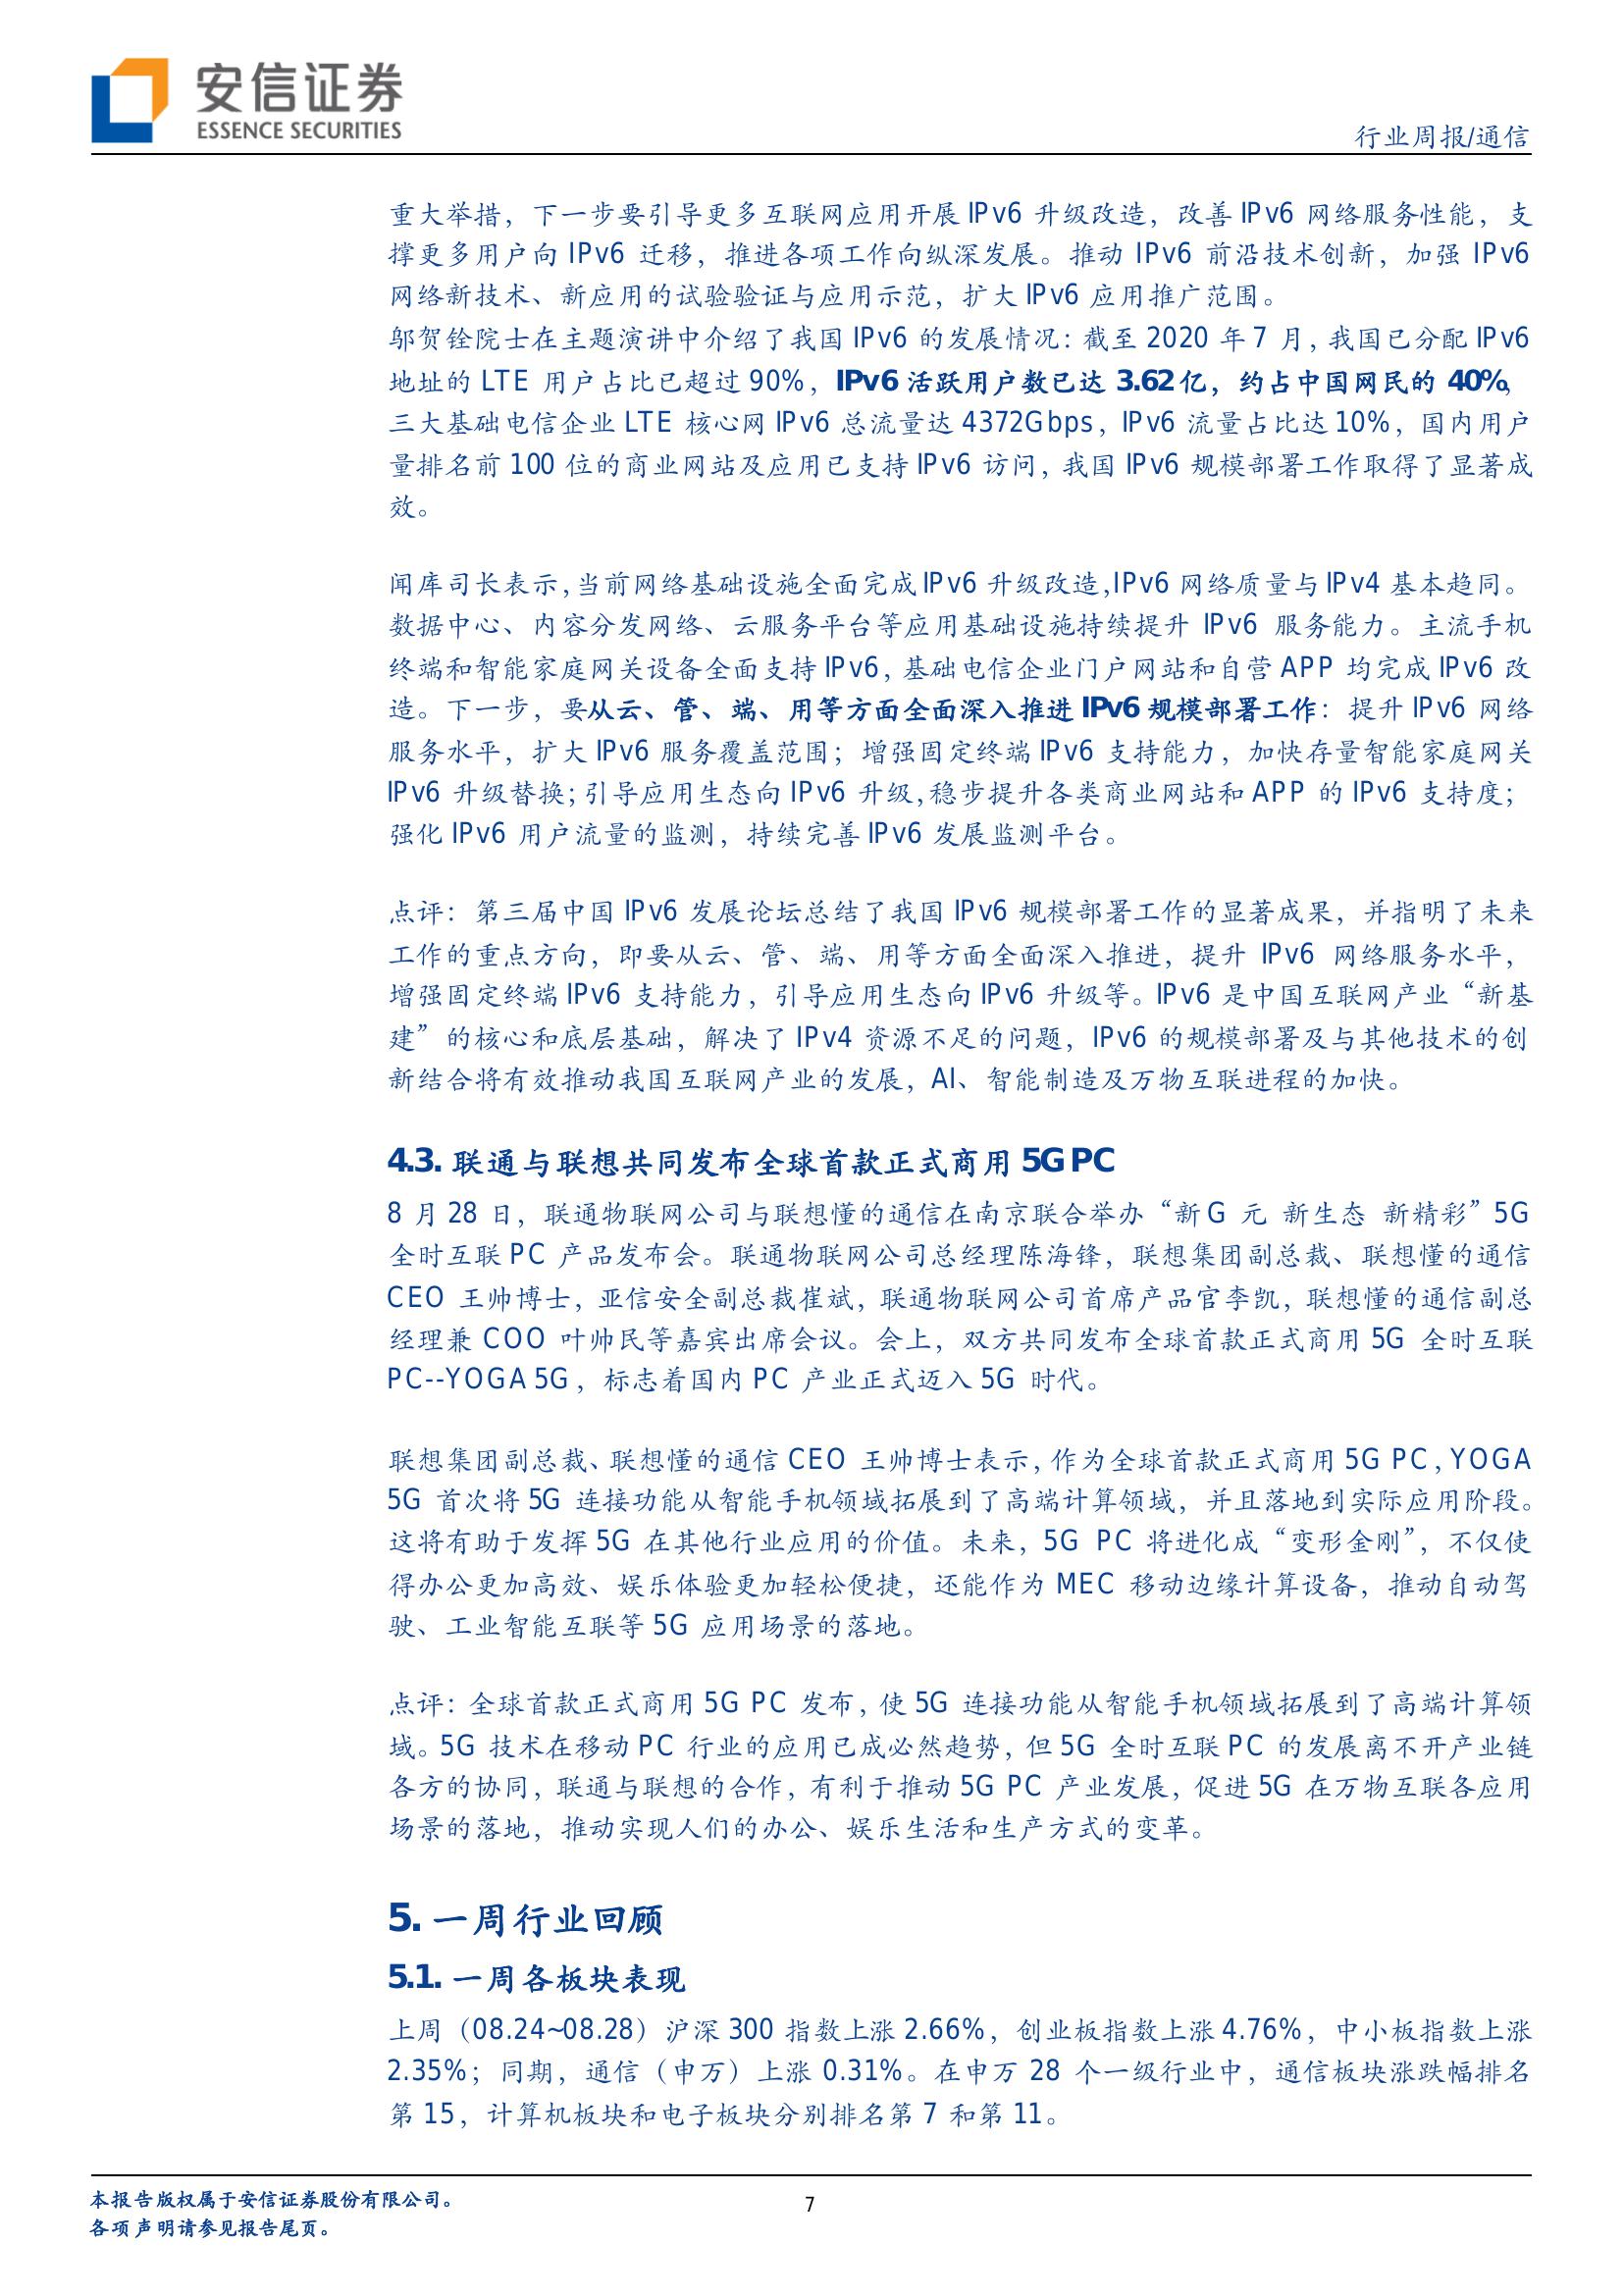 安信证券
ESSENCE SECURITIES
行业周报/通信
重大举措，下一步要引导更多互联网应用开展 IPv6 升级改造，改善 IPv6 网络服务性能，支
撑更多用户向 IPv6 迁移，推进各项工作向纵深发展。推动 IPv6 前沿技术创新，加强 IPv6
网络新技术、新应用的试验验证与应用示范，扩大 IPv6 应用推广范围。
邬贺铨院士在主题演讲中介绍了我国 IPv6 的发展情况：截至 2020 年 7 月，我国已分配 IPv6
地址的 LTE 用户占比已超过 90%，IPv6 活跃用户数已达 3.62 亿，约占中国网民的 40%，
三大基础电信企业 LTE 核心网 IPv6 总流量达 4372Gbps，IPv6 流量占比达 10%，国内用户
量排名前 100 位的商业网站及应用已支持 IPv6 访问，我国 IPv6 规模部署工作取得了显著成
效。
闻库司长表示，当前网络基础设施全面完成 IPv6 升级改造，IPv6 网络质量与 IPv4 基本趋同。
数据中心、内容分发网络、云服务平台等应用基础设施持续提升 IPv6 服务能力。主流手机
终端和智能家庭网关设备全面支持 IPv6，基础电信企业门户网站和自营 APP 均完成 IPv6 改
造。下一步，要从云、管、端、用等方面全面深入推进 IPv6 规模部署工作：提升 IPv6 网络
服务水平，扩大 IPv6 服务覆盖范围；增强固定终端 IPv6 支持能力，加快存量智能家庭网关
IPv6 升级替换；引导应用生态向 IPv6 升级，稳步提升各类商业网站和 APP 的 IPv6 支持度；
强化 IPv6 用户流量的监测，持续完善 IPv6 发展监测平台。
点评：第三届中国 IPv6 发展论坛总结了我国 IPv6 规模部署工作的显著成果，并指明了未来
工作的重点方向，即要从云、管、端、用等方面全面深入推进，提升 IPv6 网络服务水平，
增强固定终端 IPv6 支持能力，引导应用生态向 IPv6 升级等。IPv6 是中国互联网产业“新基
建”的核心和底层基础，解决了 IPv4 资源不足的问题，IPv6 的规模部署及与其他技术的创
新结合将有效推动我国互联网产业的发展，AI、智能制造及万物互联进程的加快。
4.3. 联通与联想共同发布全球首款正式商用 5G PC
8 月 28 日，联通物联网公司与联想懂的通信在南京联合举办“新 G 元 新生态 新精彩”5G
全时互联 PC 产品发布会。联通物联网公司总经理陈海锋，联想集团副总裁、联想懂的通信
CEO 王帅博士，亚信安全副总裁崔斌，联通物联网公司首席产品官李凯，联想懂的通信副总
经理兼 COO 叶帅民等嘉宾出席会议。会上，双方共同发布全球首款正式商用 5G 全时互联
PC--YOGA 5G，标志着国内 PC 产业正式迈入 5G 时代。
联想集团副总裁、联想懂的通信 CEO 王帅博士表示，作为全球首款正式商用 5G PC，YOGA
5G 首次将 5G 连接功能从智能手机领域拓展到了高端计算领域，并且落地到实际应用阶段。
这将有助于发挥 5G 在其他行业应用的价值。未来，5G PC 将进化成“变形金刚”，不仅使
得办公更加高效、娱乐体验更加轻松便捷，还能作为 MEC 移动边缘计算设备，推动自动驾
驶、工业智能互联等 5G 应用场景的落地。
点评：全球首款正式商用 5G PC 发布，使 5G 连接功能从智能手机领域拓展到了高端计算领
域。5G 技术在移动 PC 行业的应用已成必然趋势，但 5G 全时互联 PC 的发展离不开产业链
各方的协同，联通与联想的合作，有利于推动 5G PC 产业发展，促进 5G 在万物互联各应用
场景的落地，推动实现人们的办公、娱乐生活和生产方式的变革。
5. 一周行业回顾
5.1. 一周各板块表现
上周（08.24~08.28）沪深 300 指数上涨 2.66%，创业板指数上涨 4.76%，中小板指数上涨
2.35%；同期，通信（申万）上涨 0.31%。在申万 28 个一级行业中，通信板块涨跌幅排名
第 15，计算机板块和电子板块分别排名第 7 和第 11。
本报告版权属于安信证券股份有限公司。
各项声明请参见报告尾页。
7